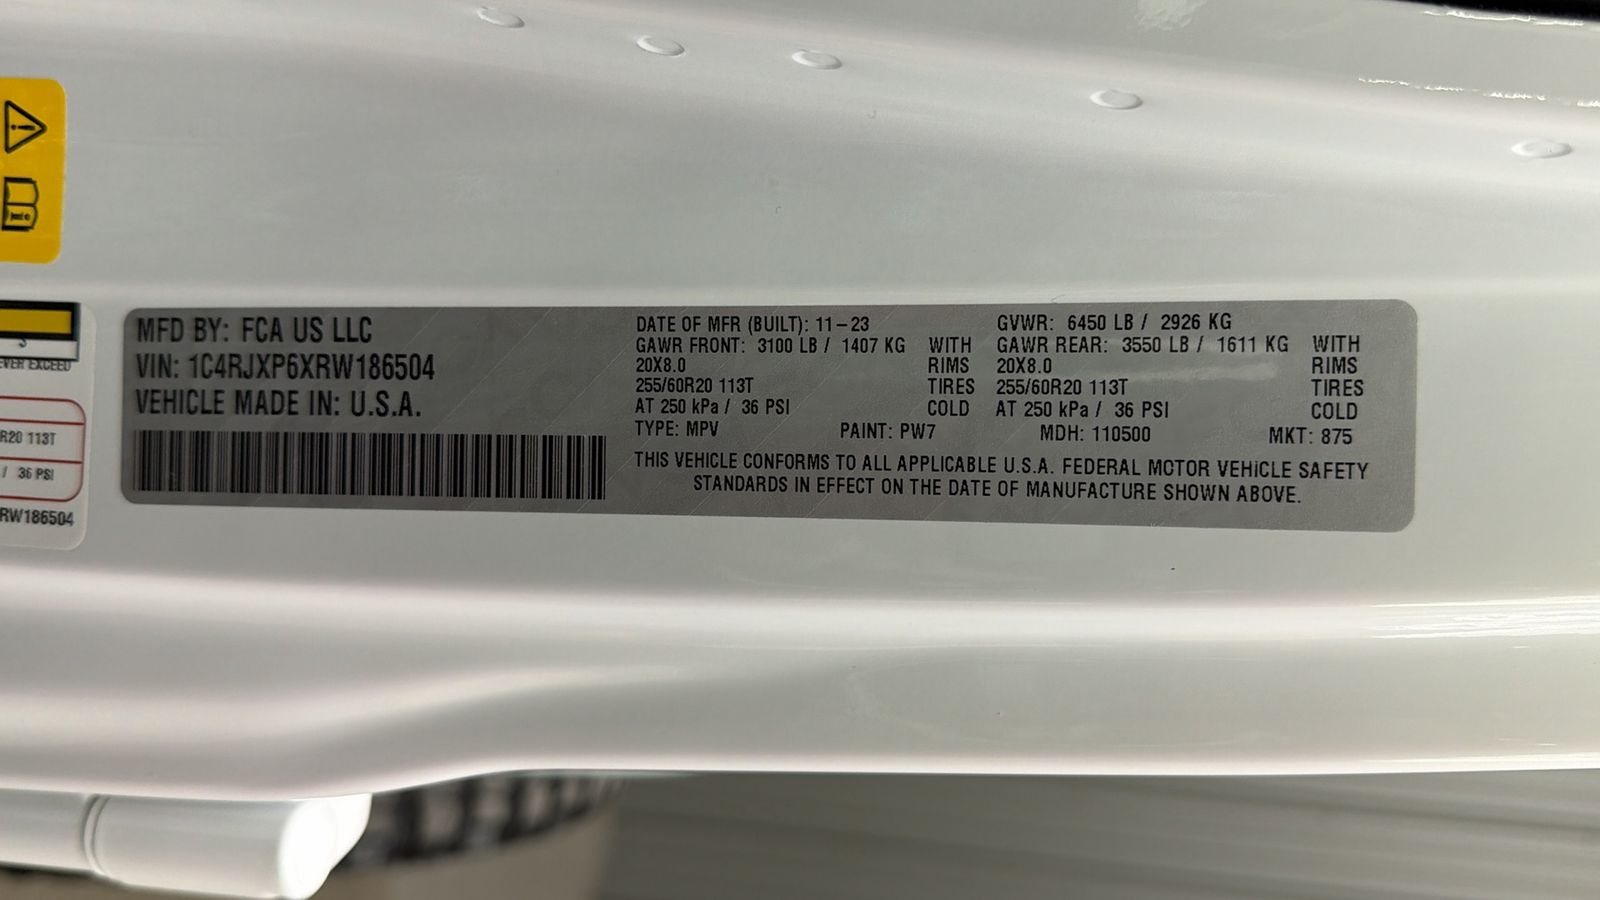 EVER EXCEED
R20 113T
/ 36 PSI
RW186504
MFD BY: FCA US LLC
VIN: 1C4RJXP6XRW186504
VEHICLE MADE IN: U.S.A.
DATE OF MFR (BUILT): 11-23
GAWR FRONT: 3100 LB / 1407 KG WITH
20X8.0 RIMS
255/60R20 113T TIRES
AT 250 kPa / 36 PSI COLD
GVWR: 6450 LB / 2926 KG
GAWR REAR: 3550 LB / 1611 KG WITH
20X8.0 RIMS
255/60R20 113T TIRES
AT 250 kPa / 36 PSI COLD
TYPE: MPV PAINT: PW7 MDH: 110500 MKT: 875
THIS VEHICLE CONFORMS TO ALL APPLICABLE U.S.A. FEDERAL MOTOR VEHICLE SAFETY
STANDARDS IN EFFECT ON THE DATE OF MANUFACTURE SHOWN ABOVE.